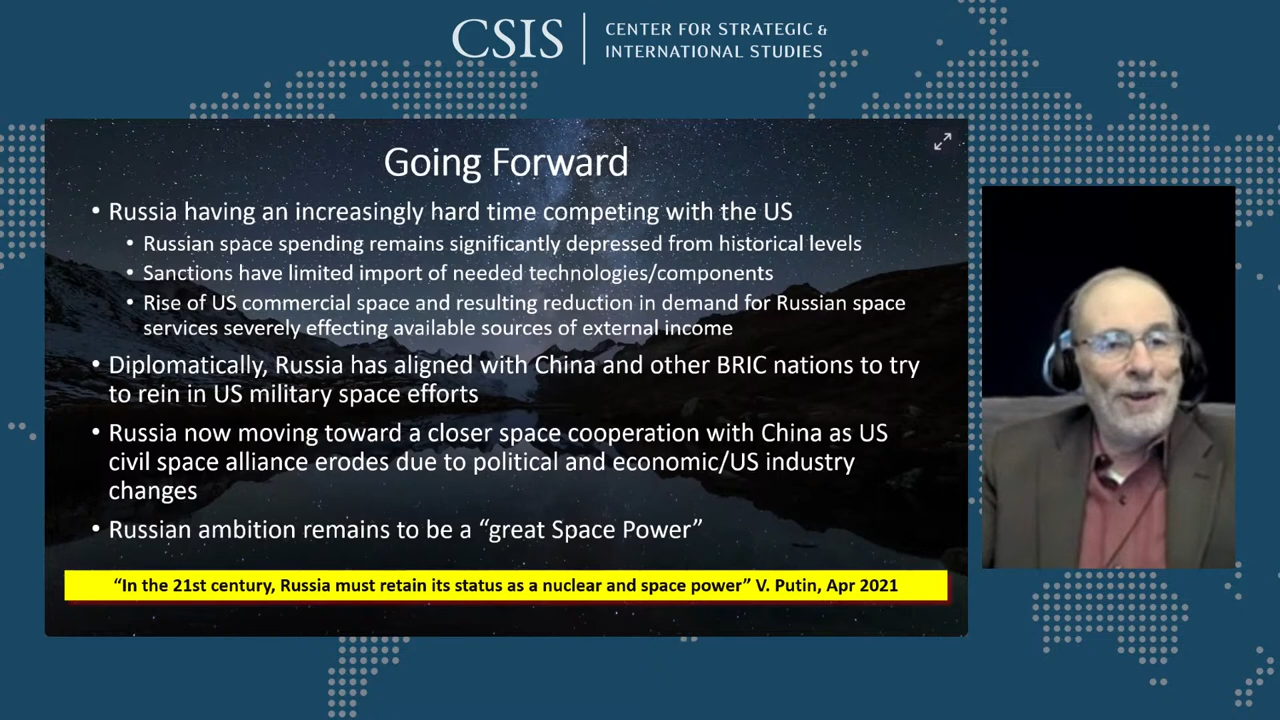 CSIS
CENTER FOR STRATEGIC &
INTERNATIONAL STUDIES
Going Forward
• Russia having an increasingly hard time competing with the US
• Russian space spending remains significantly depressed from historical levels
• Sanctions have limited import of needed technologies/components
• Rise of US commercial space and resulting reduction in demand for Russian space
services severely effecting available sources of external income
• Diplomatically, Russia has aligned with China and other BRIC nations to try
to rein in US military space efforts
• Russia now moving toward a closer space cooperation with China as US
civil space alliance erodes due to political and economic/US industry
changes
• Russian ambition remains to be a “great Space Power”
“In the 21st century, Russia must retain its status as a nuclear and space power” V. Putin, Apr 2021